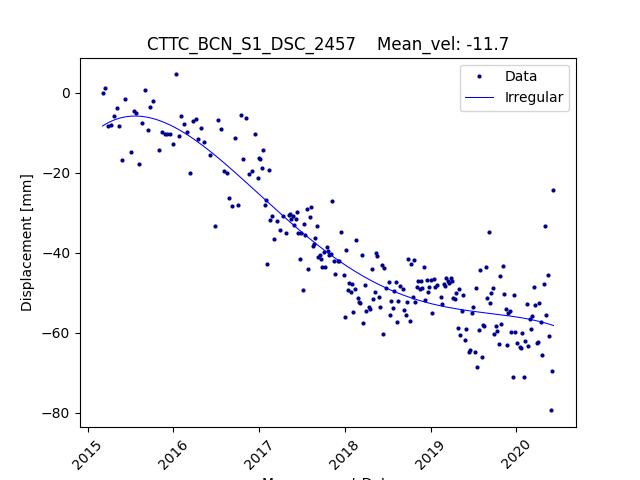 CTTC_BCN_S1_DSC_2457    Mean_vel: -11.7
Data
Irregular
Displacement [mm]
0
−20
−40
−60
−80
2015
2016
2017
2018
2019
2020